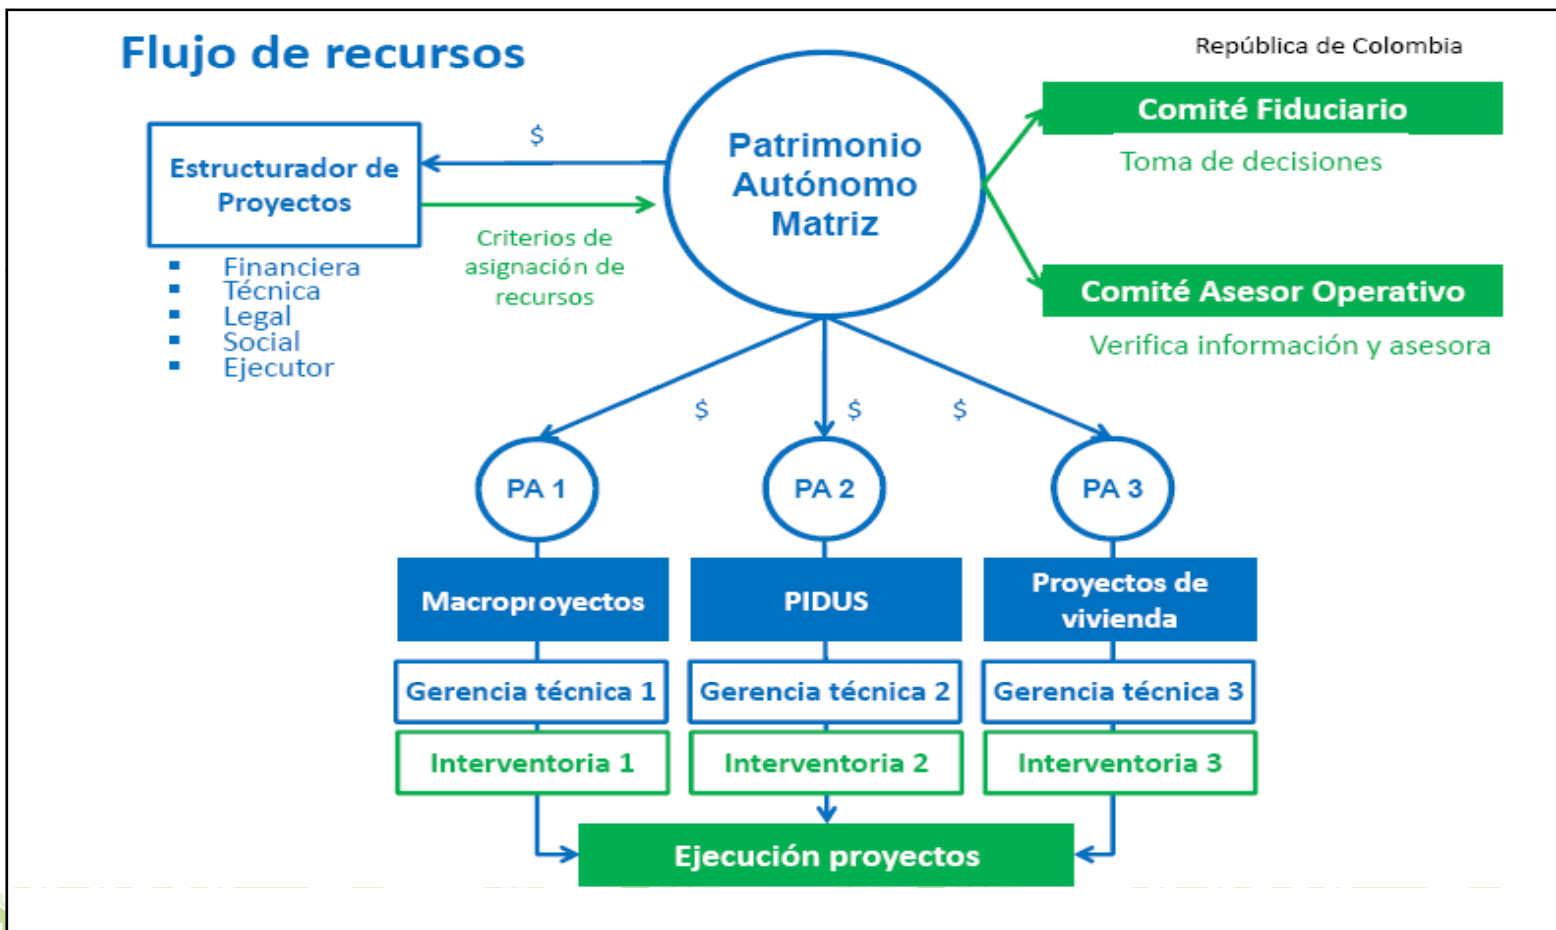 Flujo de recursos
República de Colombia
Comité Fiduciario
Toma de decisiones
Patrimonio
Autónomo
Matriz
$
Estructurador de
Proyectos
Criterios de
asignación de
recursos
Financiera
Técnica
Legal
Social
Ejecutor
Comité Asesor Operativo
Verifica información y asesora
$
$
$
PA 1
PA 2
PA 3
Macroproyectos
PIDUS
Proyectos de
vivienda
Gerencia técnica 1
Gerencia técnica 2
Gerencia técnica 3
Interventoria 1
Interventoria 2
Interventoria 3
Ejecución proyectos